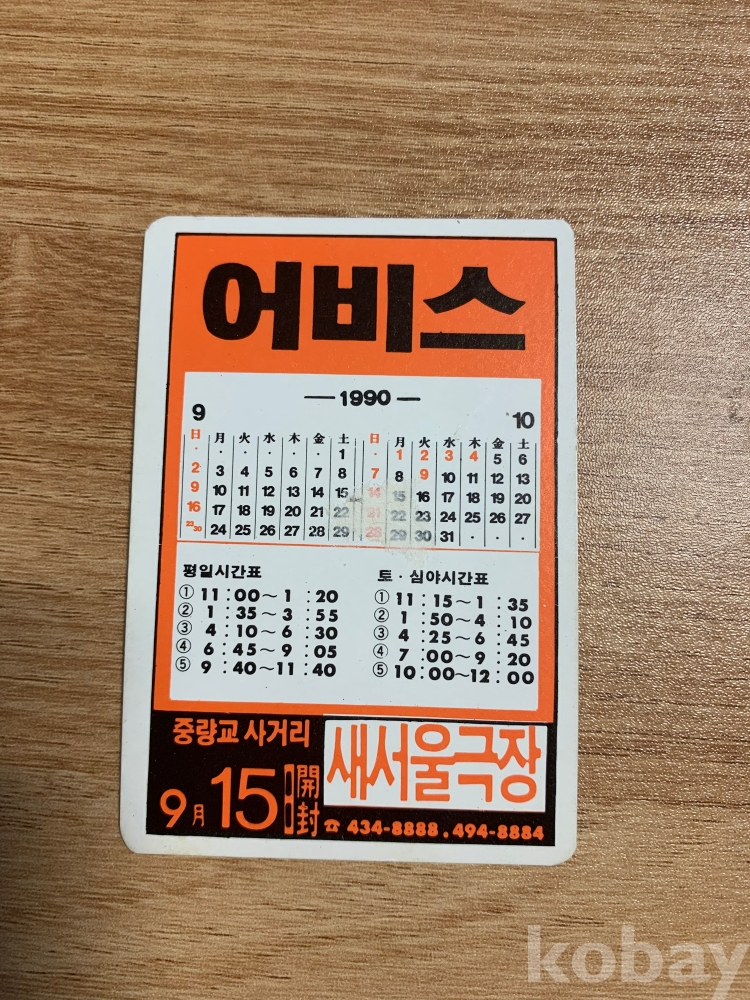 어비스
— 1990 —
9 10
日 月 火 水 木 金 土 日 月 火 水 木 金 土
· · · · · · 1 · 1 2 3 4 5 6
2 3 4 5 6 7 8 7 8 9 10 11 12 13
9 10 11 12 13 14 15 14 15 16 17 18 19 20
16 17 18 19 20 21 22 21 22 23 24 25 26 27
23 30 24 25 26 27 28 29 28 29 30 31 · · ·
평일시간표
① 11:00~1:20
② 1:35~3:55
③ 4:10~6:30
④ 6:45~9:05
⑤ 9:40~11:40
토·심야시간표
① 11:15~1:35
② 1:50~4:10
③ 4:25~6:45
④ 7:00~9:20
⑤ 10:00~12:00
중량교 사거리
새서울극장
9月 15日 開封
☎ 434-8888.494-8884
kobay